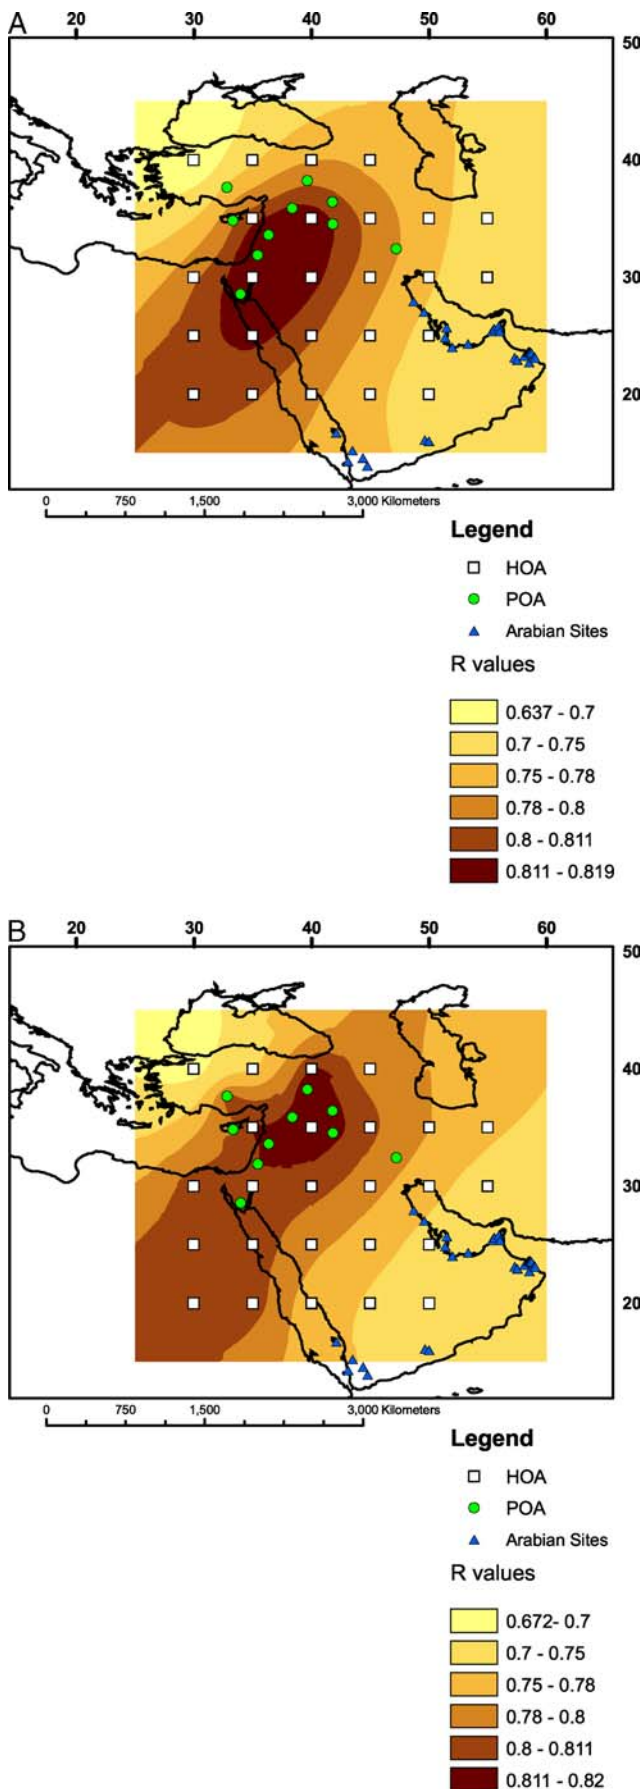 A
20 30 40 50 60
50
40
30
20
0 750 1,500 3,000 Kilometers
Legend
HOA
POA
Arabian Sites
R values
0.637 - 0.7
0.7 - 0.75
0.75 - 0.78
0.78 - 0.8
0.8 - 0.811
0.811 - 0.819
B
20 30 40 50 60
50
40
30
20
0 750 1,500 3,000 Kilometers
Legend
HOA
POA
Arabian Sites
R values
0.672- 0.7
0.7 - 0.75
0.75 - 0.78
0.78 - 0.8
0.8 - 0.811
0.811 - 0.82